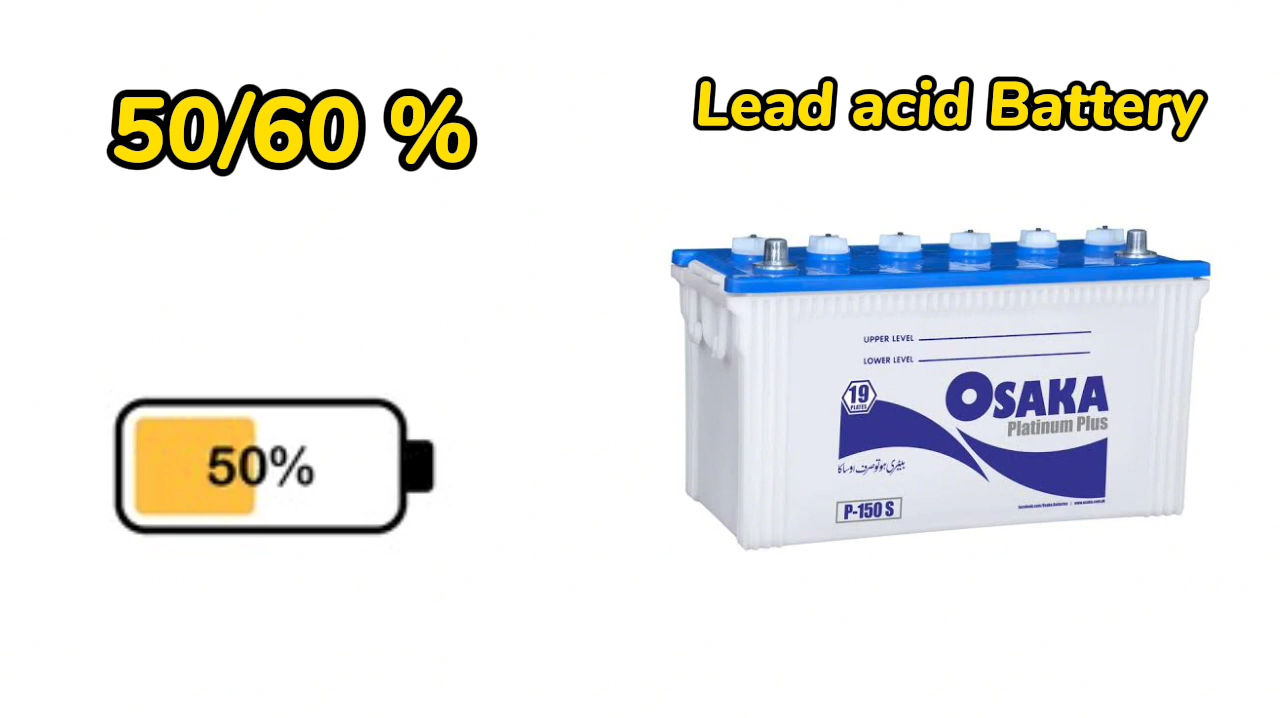 50/60 %
Lead acid Battery
50%
UPPER LEVEL
LOWER LEVEL
19
PLATES
OSAKA
Platinum Plus
بیٹری ہو تو صرف اوساکا
P-150 S